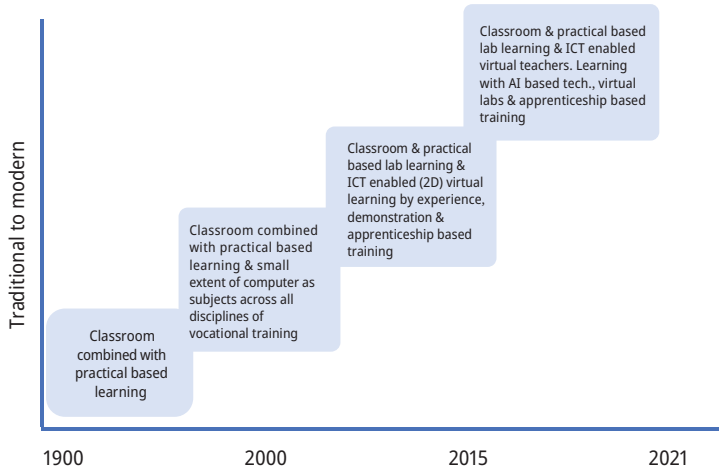 Classroom & practical based
lab learning & ICT enabled
virtual teachers. Learning
with AI based tech., virtual
labs & apprenticeship based
training
Classroom & practical
based lab learning &
ICT enabled (2D) virtual
learning by experience,
demonstration &
apprenticeship based
training
Classroom combined
with practical based
learning & small
extent of computer as
subjects across all
disciplines of
vocational training
Classroom
combined with
practical based
learning
Traditional to modern
1900 2000 2015 2021